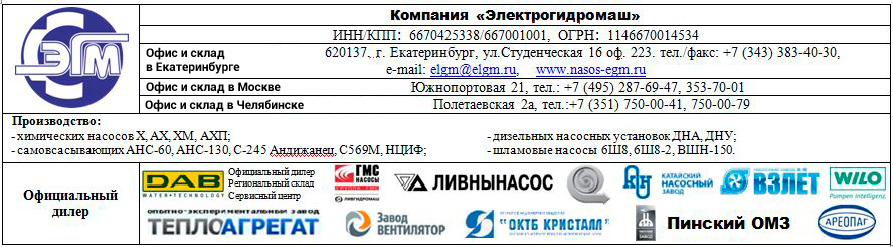 ЭГМ
Компания «Электрогидромаш»
ИНН/КПП: 6670425338/667001001, ОГРН: 1146670014534
Офис и склад
в Екатеринбурге
620137,.г. Екатеринбург, ул.Студенческая 16 оф. 223. тел./факс: +7 (343) 383-40-30,
e-mail: elgm@elgm.ru, www.nasos-egm.ru
Офис и склад в Москве
Южнопортовая 21, тел.: +7 (495) 287-69-47, 353-70-01
Офис и склад в Челябинске
Полетаевская 2а, тел.:+7 (351) 750-00-41, 750-00-79
Производство:
- химических насосов Х, АХ, ХМ, АХП;
- дизельных насосных установок ДНА, ДНУ;
- самовсасывающих АНС-60, АНС-130, С-245 Андижанец, С569М, НЦИФ;
- шламовые насосы 6Ш8, 6Ш8-2, ВШН-150.
Официальный
дилер
DAB
WATER•TECHNOLOGY
Официальный дилер
Региональный склад
Сервисный центр
ГМС
НАСОСЫ
ГРУППА ГМС
ЛИВГИДРОМАШ
ЛИВНЫНАСОС
КАТАЙСКИЙ
НАСОСНЫЙ
ЗАВОД
ВЗЛЁТ
WILO
Pumpen Intelligenz.
ОПЫТНО-ЭКСПЕРИМЕНТАЛЬНЫЙ ЗАВОД
ТЕПЛОАГРЕГАТ
Завод
ВЕНТИЛЯТОР
"ОКТБ КРИСТАЛЛ"
Пинский ОМЗ
АРЕОПАГ